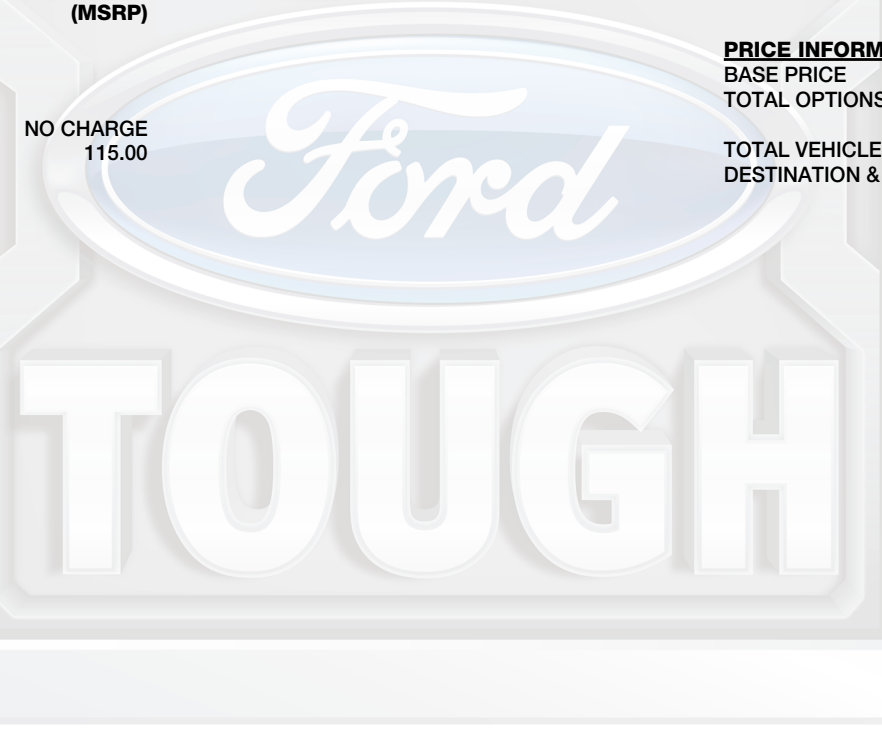 (MSRP)
NO CHARGE
115.00
PRICE INFORM
BASE PRICE
TOTAL OPTIONS
TOTAL VEHICLE
DESTINATION &
Ford
TOUGH